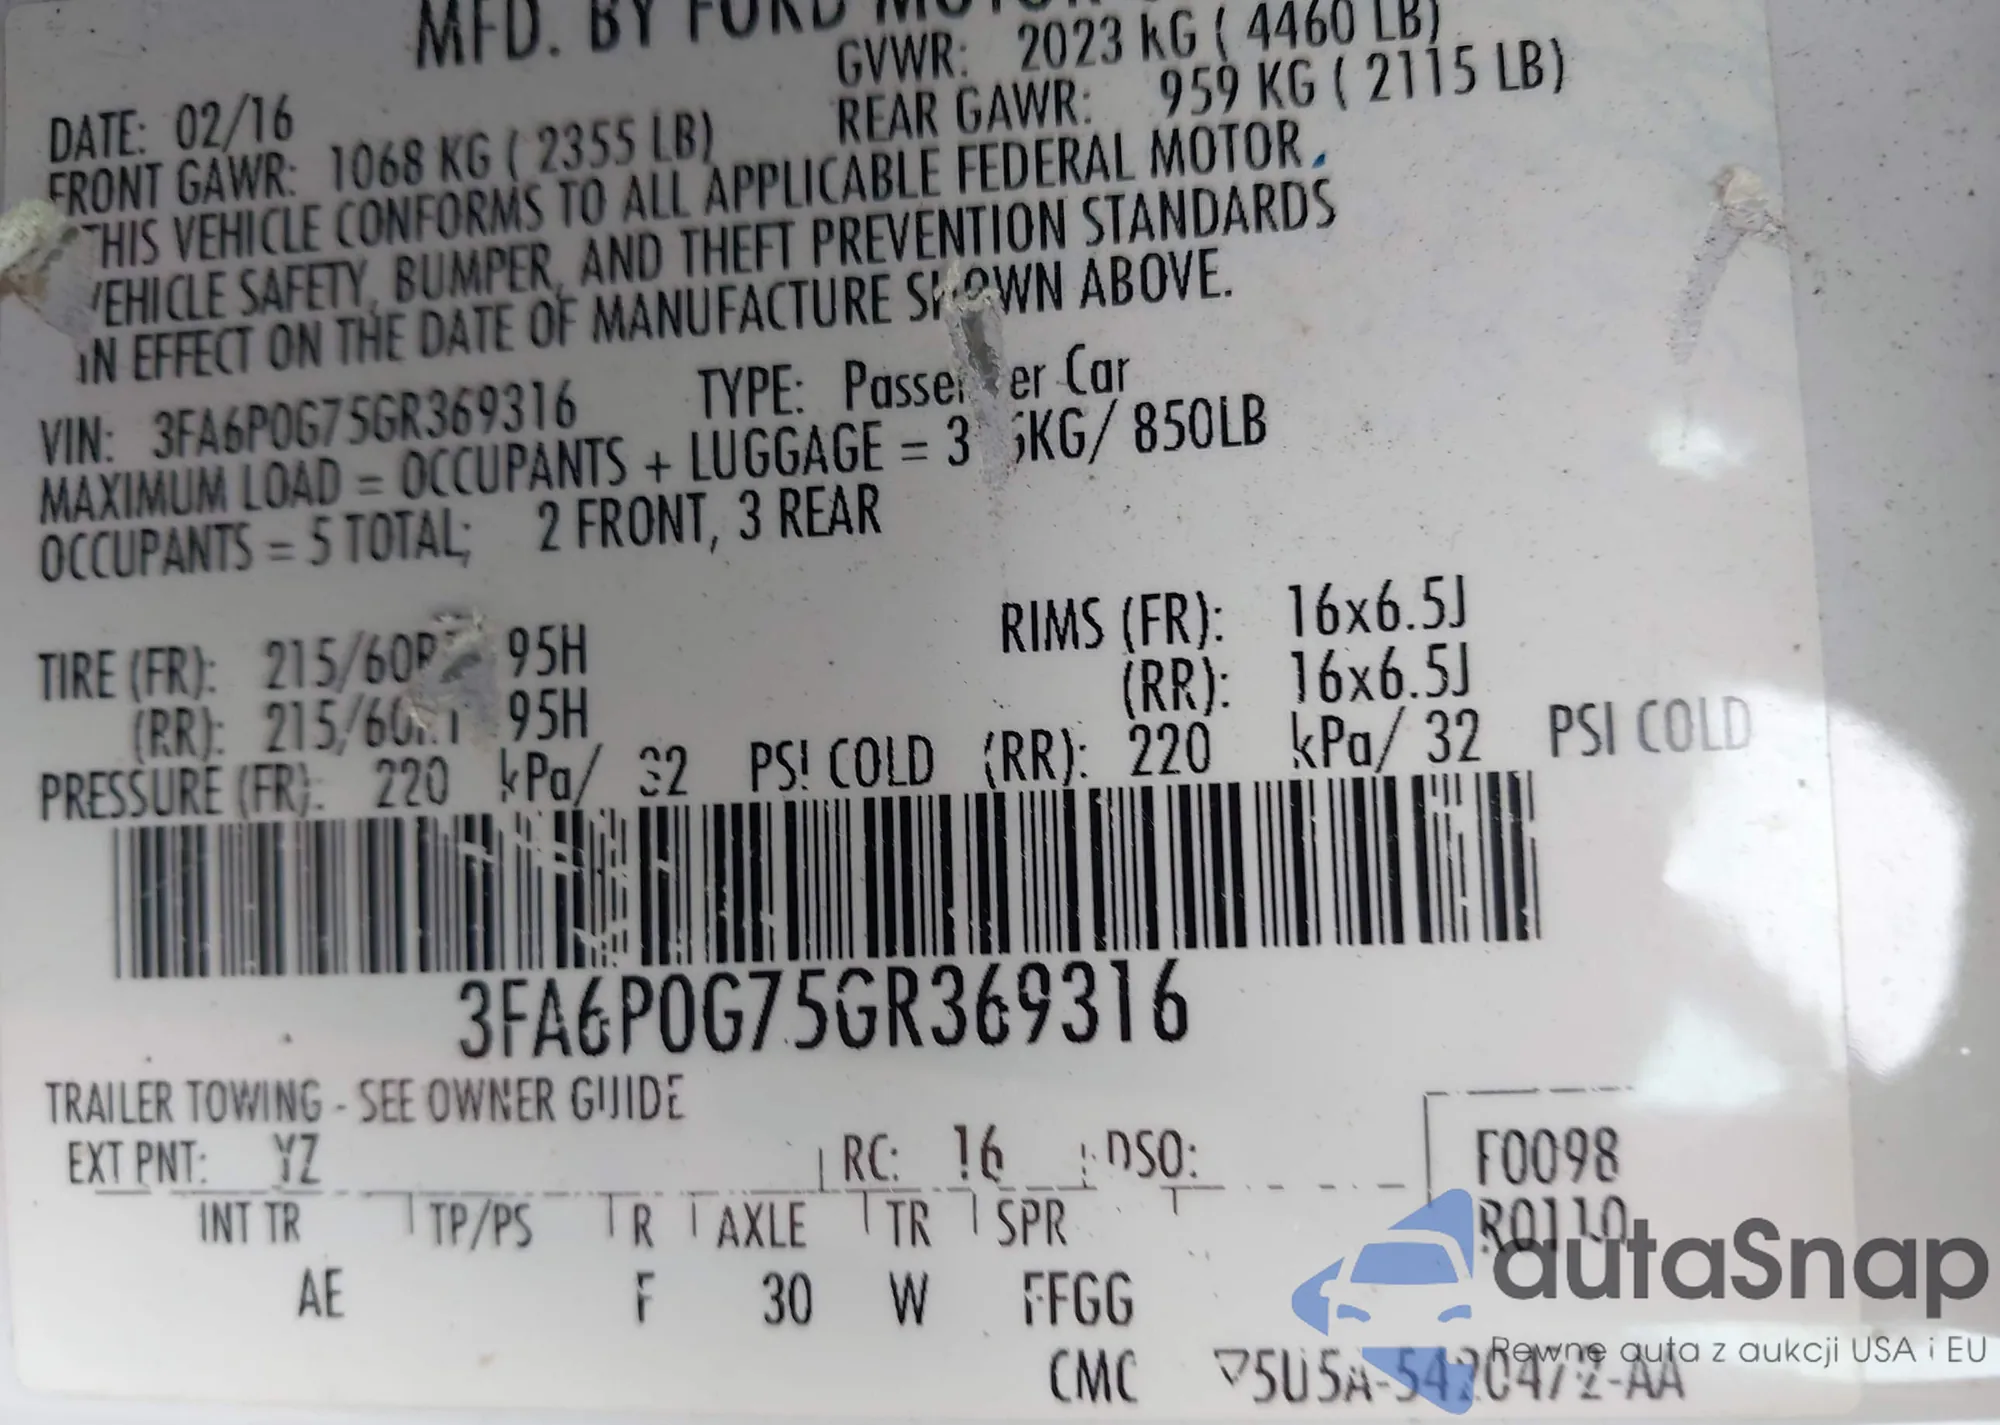 MFD. BY FORD MOTOR
GVWR: 2023 KG ( 4460 LB)
DATE: 02/16
REAR GAWR: 959 KG ( 2115 LB)
FRONT GAWR: 1068 KG ( 2355 LB)
THIS VEHICLE CONFORMS TO ALL APPLICABLE FEDERAL MOTOR
VEHICLE SAFETY, BUMPER, AND THEFT PREVENTION STANDARDS
IN EFFECT ON THE DATE OF MANUFACTURE SHOWN ABOVE.
VIN: 3FA6P0G75GR369316 TYPE: Passenger Car
MAXIMUM LOAD = OCCUPANTS + LUGGAGE = 850LB
OCCUPANTS = 5 TOTAL; 2 FRONT, 3 REAR
TIRE (FR): 95H RIMS (FR): 16x6.5J
(RR): 95H (RR): 16x6.5J
PRESSURE (FR): 220 kPa/ 32 PSI COLD (RR): 220 kPa/ 32 PSI COLD
3FA6P0G75GR369316
TRAILER TOWING - SEE OWNER GUIDE
EXT PNT: YZ RC: 16 DSO: F0098
R0110
INT TR TP/PS R AXLE TR SPR
AE F 30 W FFGG
CMC
autaSnap
Rewne auta z aukcji USA i EU